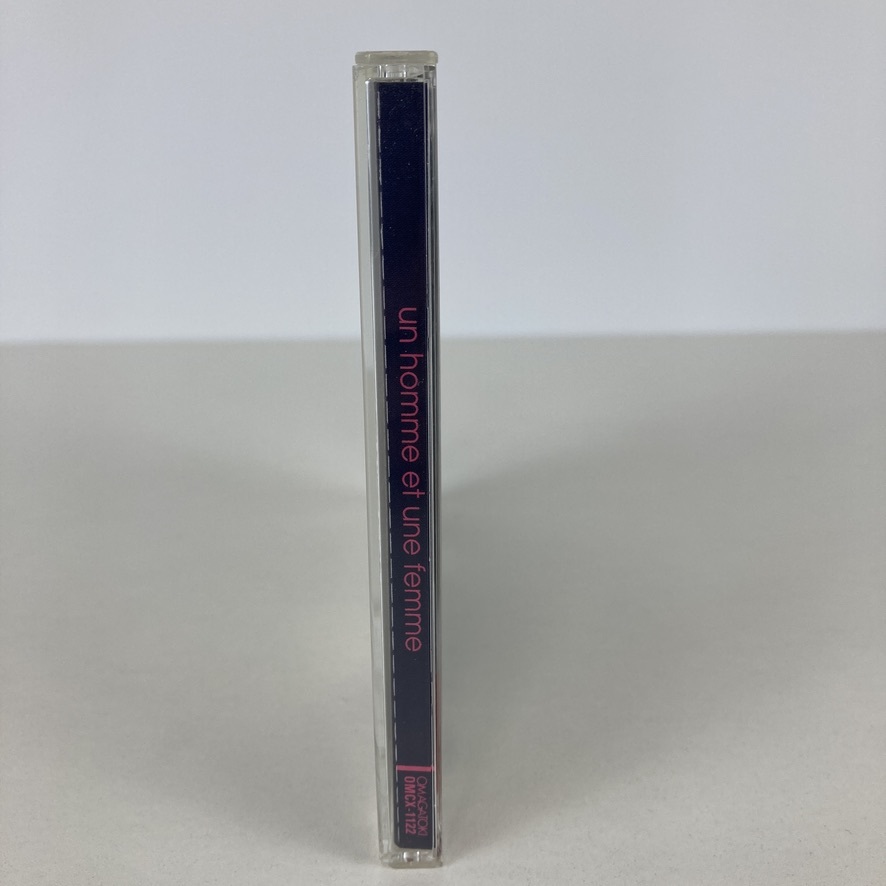 un homme et une femme
OMAGATOKI
OMCX-1122